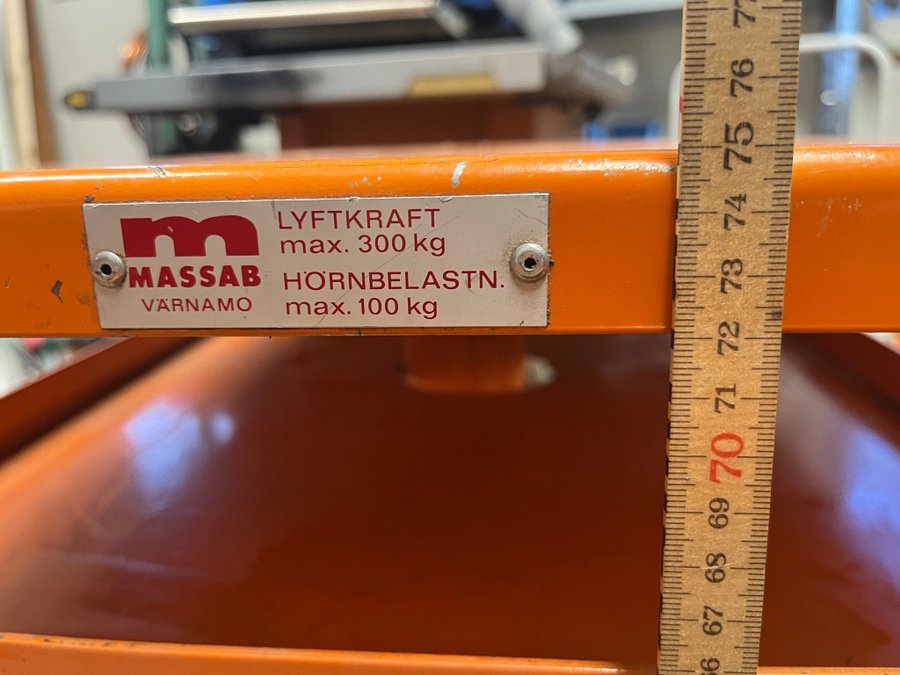 m
MASSAB
VÄRNAMO
LYFTKRAFT
max. 300 kg
HÖRNBELASTN.
max. 100 kg
77
76
75
74
73
72
71
70
69
68
67
66